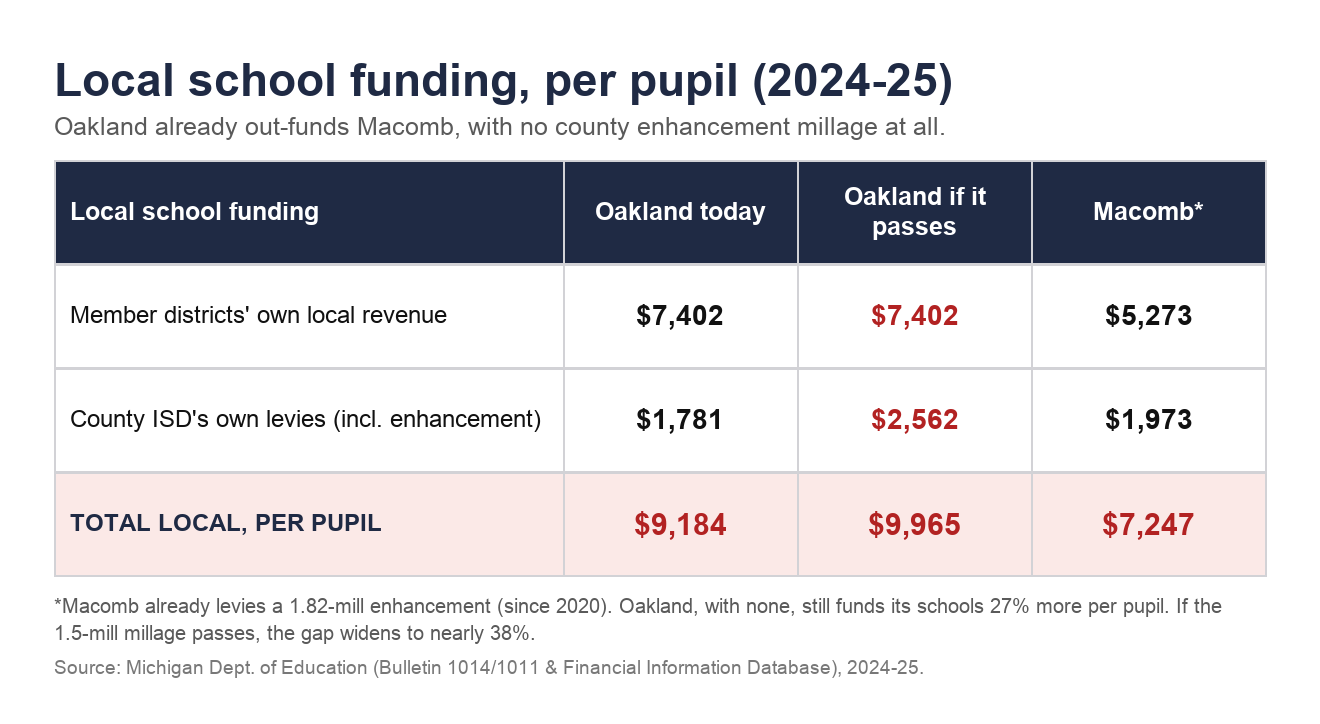 Local school funding, per pupil (2024-25)
Oakland already out-funds Macomb, with no county enhancement millage at all.
Local school funding
Oakland today
Oakland if it
passes
Macomb*
Member districts' own local revenue
$7,402
$7,402
$5,273
County ISD's own levies (incl. enhancement)
$1,781
$2,562
$1,973
TOTAL LOCAL, PER PUPIL
$9,184
$9,965
$7,247
*Macomb already levies a 1.82-mill enhancement (since 2020). Oakland, with none, still funds its schools 27% more per pupil. If the
1.5-mill millage passes, the gap widens to nearly 38%.
Source: Michigan Dept. of Education (Bulletin 1014/1011 & Financial Information Database), 2024-25.